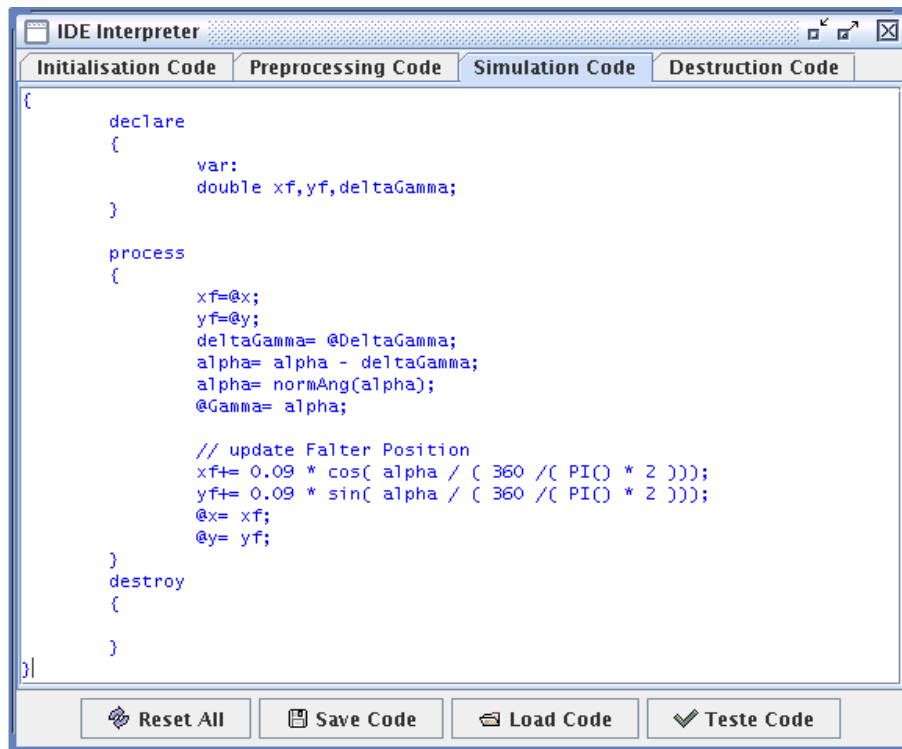 IDE Interpreter
Initialisation Code Preprocessing Code Simulation Code Destruction Code
{
declare
{
var:
double xf,yf,deltaGamma;
}
process
{
xf=@x;
yf=@y;
deltaGamma= @DeltaGamma;
alpha= alpha - deltaGamma;
alpha= normAng(alpha);
@Gamma= alpha;
// update Falter Position
xf+= 0.09 * cos( alpha / ( 360 /( PI() * 2 )));
yf+= 0.09 * sin( alpha / ( 360 /( PI() * 2 )));
@x= xf;
@y= yf;
}
destroy
{
}
}
Reset All Save Code Load Code Teste Code